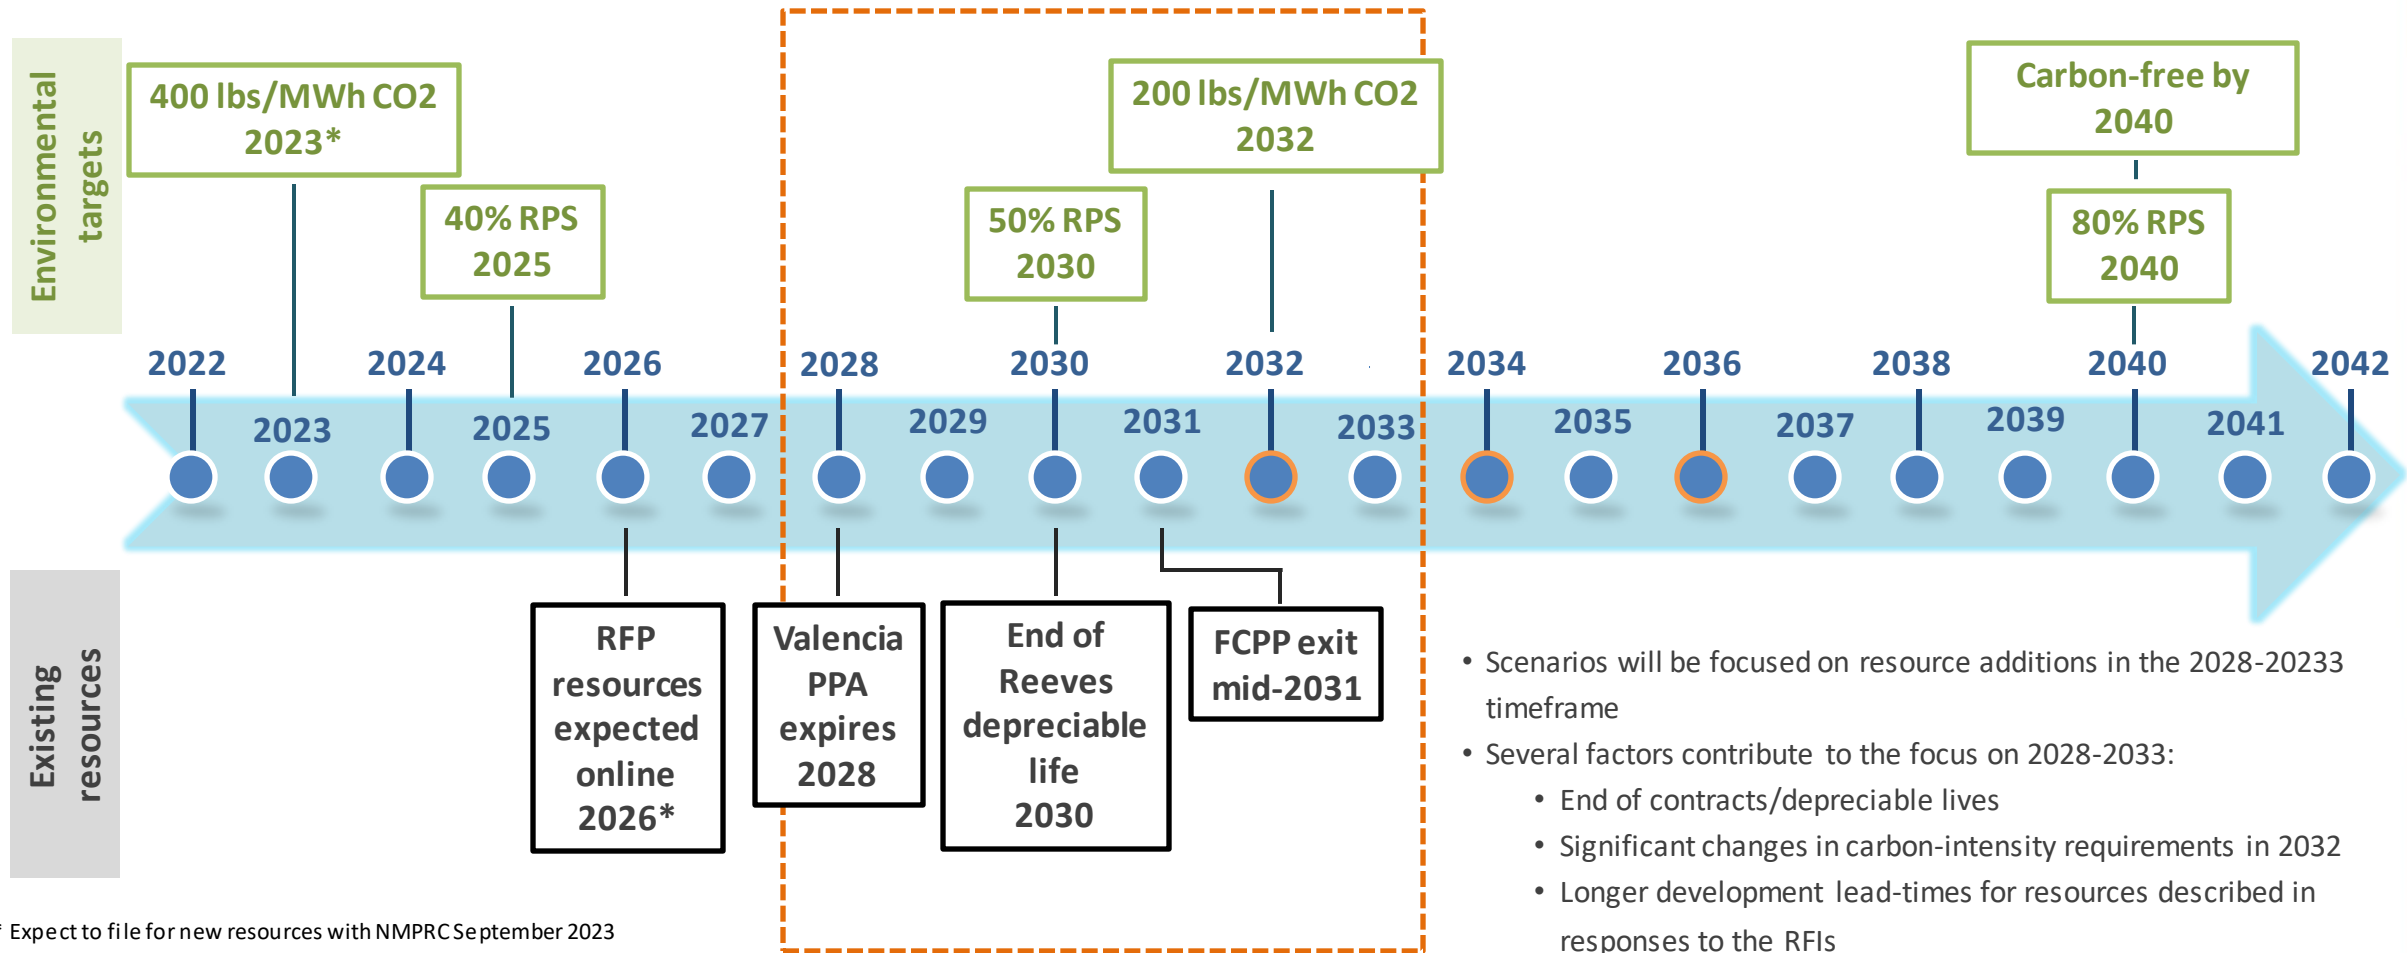 Environmental
targets
400 lbs/MWh CO2
2023*
40% RPS
2025
50% RPS
2030
200 lbs/MWh CO2
2032
Carbon-free by
2040
80% RPS
2040
2022
2023
2024
2025
2026
2027
2028
2029
2030
2031
2032
2033
2034
2035
2036
2037
2038
2039
2040
2041
2042
Existing
resources
RFP
resources
expected
online
2026*
Valencia
PPA
expires
2028
End of
Reeves
depreciable
life
2030
FCPP exit
mid-2031
• Scenarios will be focused on resource additions in the 2028-20233
timeframe
• Several factors contribute to the focus on 2028-2033:
• End of contracts/depreciable lives
• Significant changes in carbon-intensity requirements in 2032
• Longer development lead-times for resources described in
responses to the RFIs
* Expect to file for new resources with NMPRC September 2023